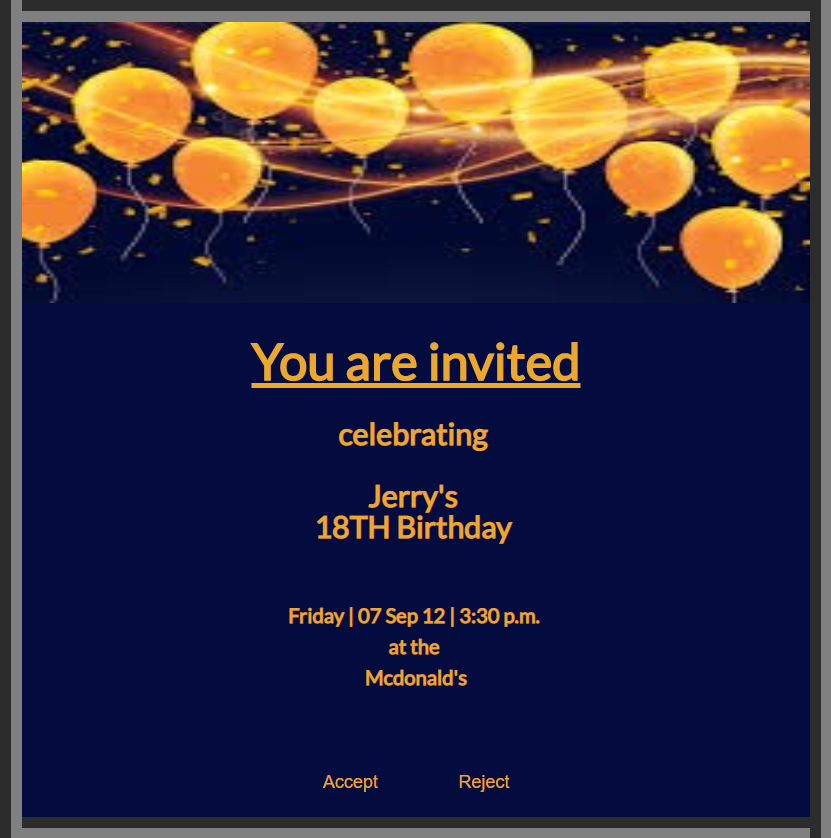 You are invited
celebrating
Jerry's
18TH Birthday
Friday | 07 Sep 12 | 3:30 p.m.
at the
Mcdonald's
Accept Reject